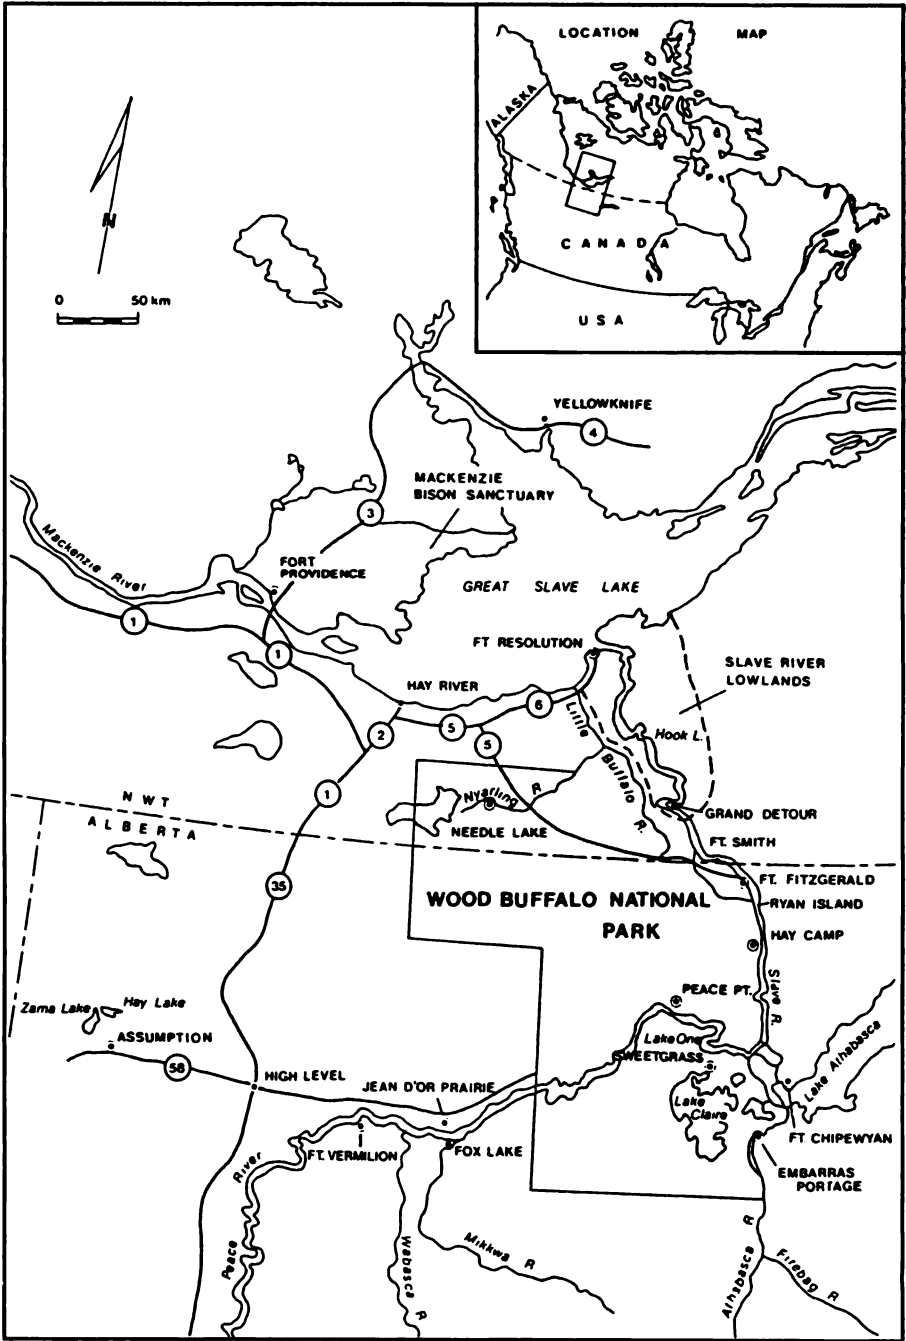 LOCATION MAP
ALASKA
CANADA
USA
N
0 50 km
YELLOWKNIFE
4
MACKENZIE
BISON SANCTUARY
3
Mackenzie River
FORT
PROVIDENCE
GREAT SLAVE LAKE
1
1
FT RESOLUTION
SLAVE RIVER
LOWLANDS
HAY RIVER
6
5
2
5
Little Buffalo R.
Hook L.
1
Nyarling R
NWT
ALBERTA
NEEDLE LAKE
GRAND DETOUR
FT. SMITH
35
FT. FITZGERALD
WOOD BUFFALO NATIONAL
PARK
RYAN ISLAND
HAY CAMP
Slave R.
PEACE PT.
Zama Lake
Hay Lake
ASSUMPTION
58
Lake One
SWEETGRASS
Lake Athabasca
HIGH LEVEL
JEAN D'OR PRAIRIE
Lake
Claire
FT. CHIPEWYAN
FT. VERMILION
FOX LAKE
EMBARRAS
PORTAGE
Peace River
Wabasca R
Mikkwa R
Athabasca R
Firebag R